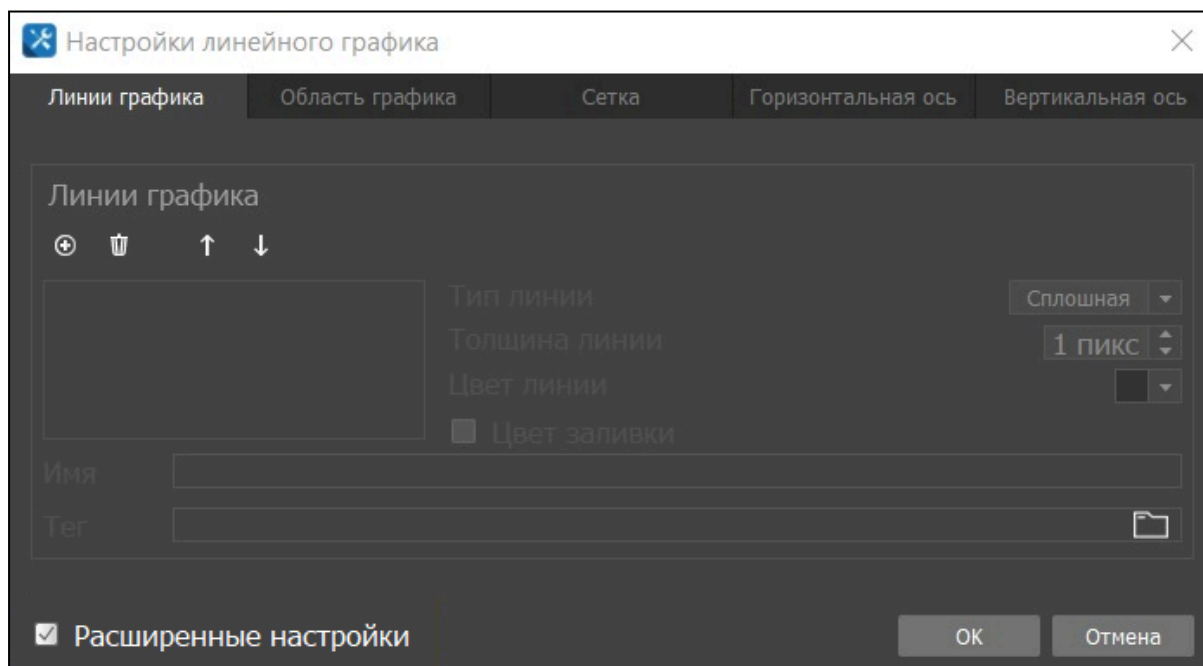 Настройки линейного графика
Линии графика Область графика Сетка Горизонтальная ось Вертикальная ось
Линии графика
Тип линии Сплошная
Толщина линии 1 пикс
Цвет линии
Цвет заливки
Имя
Тег
Расширенные настройки OK Отмена